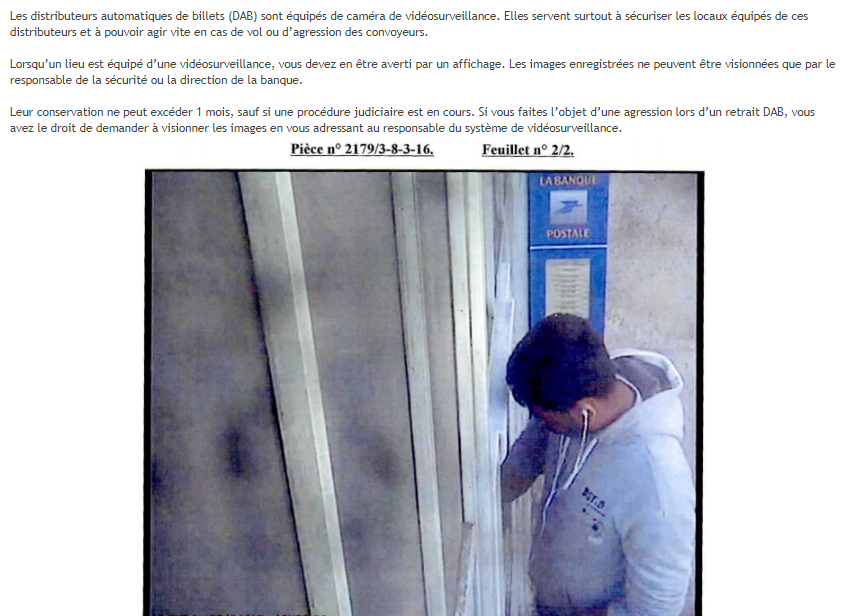 Les distributeurs automatiques de billets (DAB) sont équipés de caméra de vidéosurveillance. Elles servent surtout à sécuriser les locaux équipés de ces
distributeurs et à pouvoir agir vite en cas de vol ou d’agression des convoyeurs.
Lorsqu’un lieu est équipé d’une vidéosurveillance, vous devez en être averti par un affichage. Les images enregistrées ne peuvent être visionnées que par le
responsable de la sécurité ou la direction de la banque.
Leur conservation ne peut excéder 1 mois, sauf si une procédure judiciaire est en cours. Si vous faites l’objet d’une agression lors d’un retrait DAB, vous
avez le droit de demander à visionner les images en vous adressant au responsable du système de vidéosurveillance.
Pièce n° 2179/3-8-3-16. Feuillet n° 2/2.
LA BANQUE
POSTALE